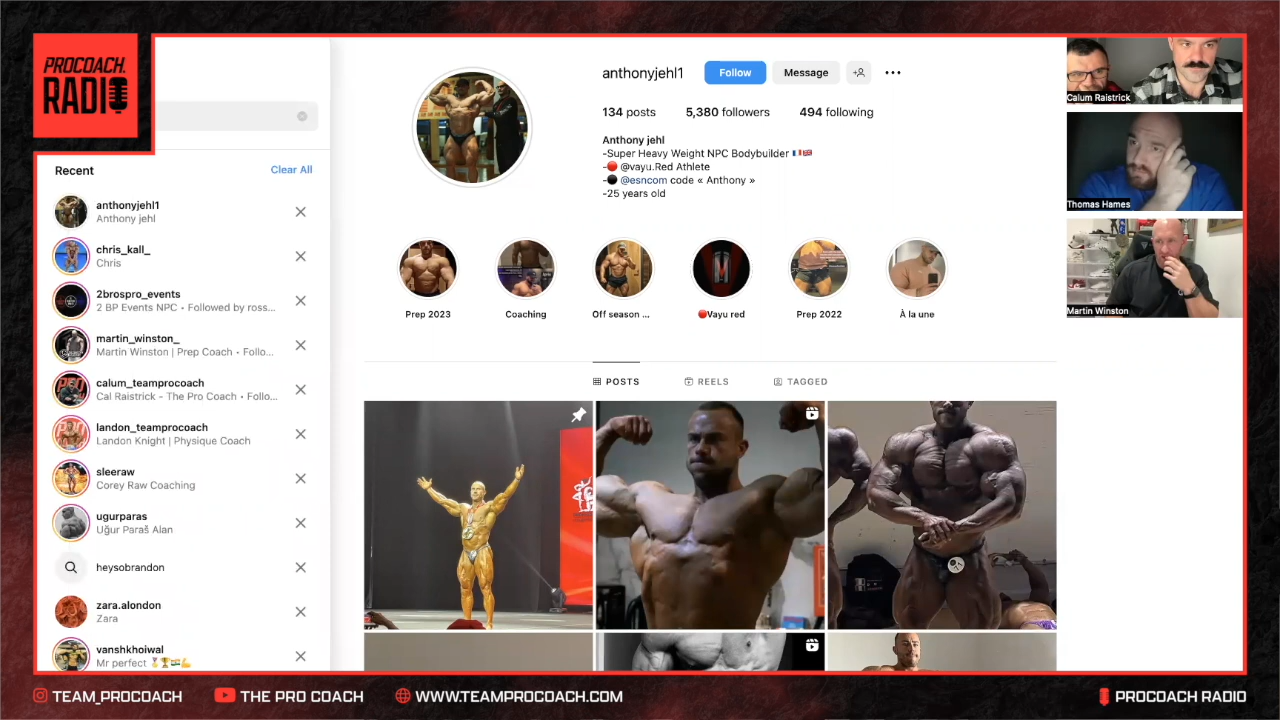 PROCOACH.
RADIO
Recent
Clear All
anthonyjehl1
Anthony jehl
chris_kall_
Chris
2brospro_events
2 BP Events NPC • Followed by ross...
martin_winston_
Martin Winston | Prep Coach • Follo...
calum_teamprocoach
Cal Raistrick - The Pro Coach • Follo...
landon_teamprocoach
Landon Knight | Physique Coach
sleeraw
Corey Raw Coaching
ugurparas
Uğur Paraš Alan
heysobrandon
zara.alondon
Zara
vanshkhoiwal
Mr perfect 🏅🏆🇮🇳💪
anthonyjehl1
Follow
Message
134 posts
5,380 followers
494 following
Anthony jehl
-Super Heavy Weight NPC Bodybuilder 🇫🇷🇬🇧
-🔴 @vayu.Red Athlete
-⚫ @esncom code « Anthony »
-25 years old
Prep 2023
Coaching
Off season ...
🔴Vayu red
Prep 2022
À la une
POSTS
REELS
TAGGED
Calum Raistrick
Thomas Hames
Martin Winston
TEAM_PROCOACH
THE PRO COACH
WWW.TEAMPROCOACH.COM
PROCOACH RADIO